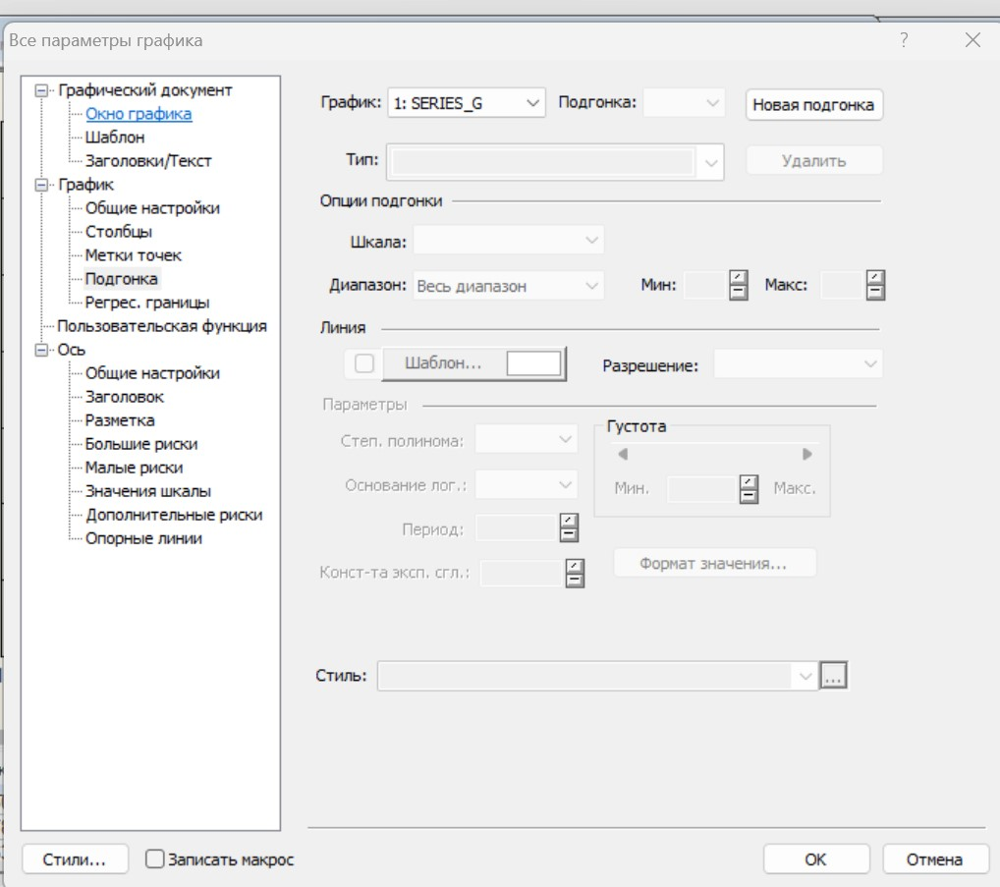 Все параметры графика
Графический документ
Окно графика
Шаблон
Заголовки/Текст
График
Общие настройки
Столбцы
Метки точек
Подгонка
Регрес. границы
Пользовательская функция
Ось
Общие настройки
Заголовок
Разметка
Большие риски
Малые риски
Значения шкалы
Дополнительные риски
Опорные линии
График: 1: SERIES_G Подгонка: Новая подгонка
Тип: Удалить
Опции подгонки
Шкала:
Диапазон: Весь диапазон Мин: Макс:
Линия
Шаблон... Разрешение:
Параметры
Степ. полинома:
Основание лог.:
Период:
Конст-та эксп. сгл.:
Густота
Мин. Макс.
Формат значения...
Стиль: ...
Стили... Записать макрос OK Отмена